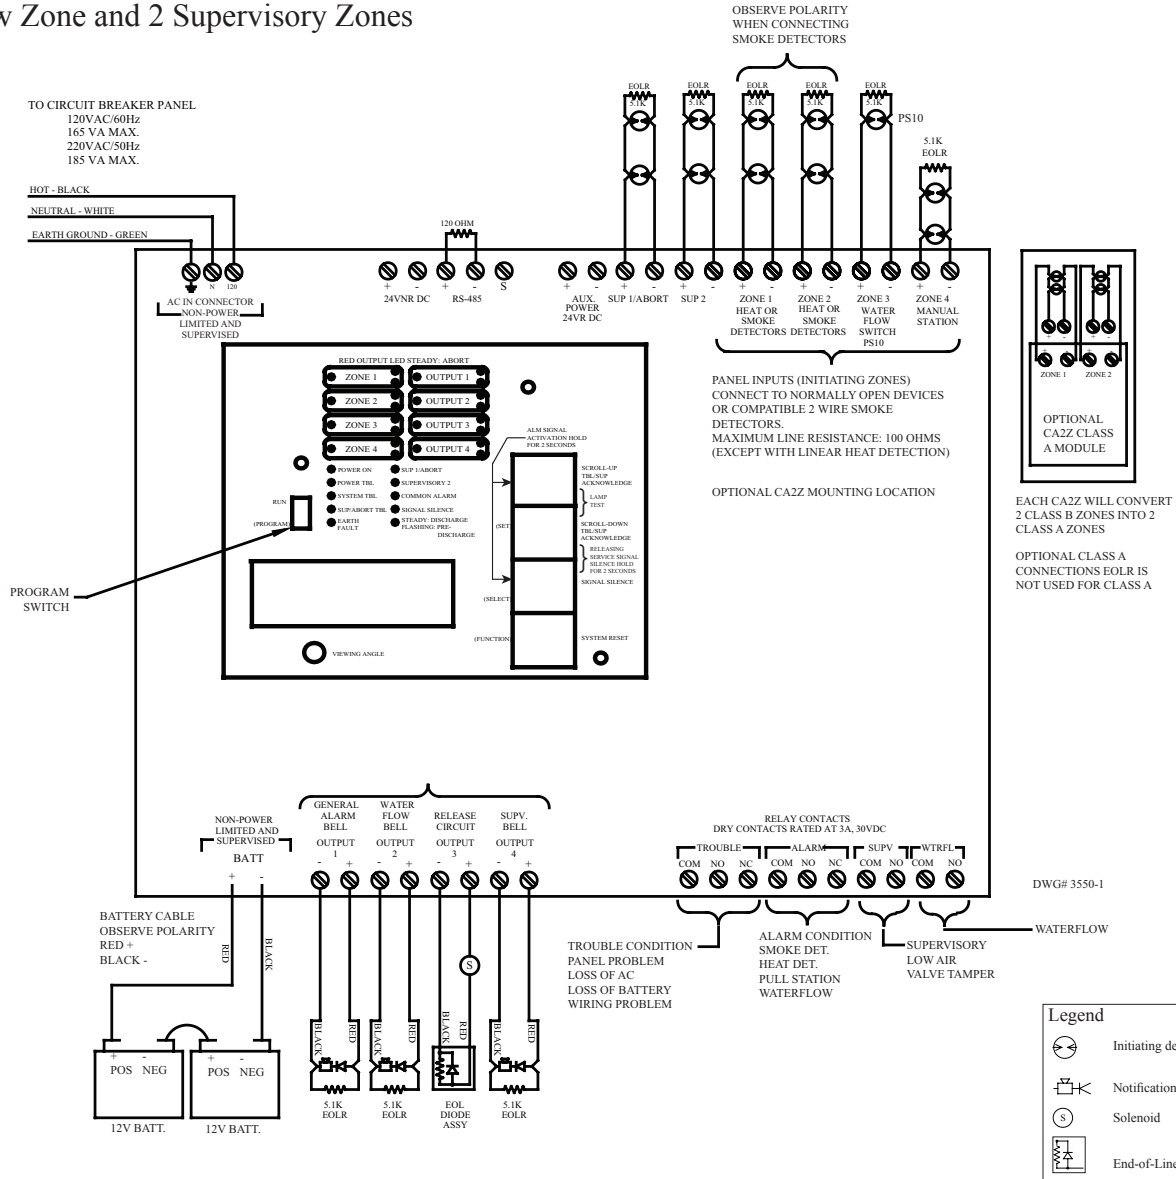 w Zone and 2 Supervisory Zones
OBSERVE POLARITY
WHEN CONNECTING
SMOKE DETECTORS
TO CIRCUIT BREAKER PANEL
120VAC/60Hz
165 VA MAX.
220VAC/50Hz
185 VA MAX.
HOT - BLACK
NEUTRAL - WHITE
EARTH GROUND - GREEN
EOLR
5.1K
EOLR
5.1K
EOLR
5.1K
EOLR
5.1K
EOLR
5.1K
PS10
5.1K
EOLR
120 OHM
N 120
AC IN CONNECTOR
NON-POWER
LIMITED AND
SUPERVISED
+ - + - S
24VNR DC RS-485
+ - + - + -
AUX.
POWER
24VR DC
SUP 1/ABORT
SUP 2
+ - + - + - + -
ZONE 1
HEAT OR
SMOKE
DETECTORS
ZONE 2
HEAT OR
SMOKE
DETECTORS
ZONE 3
WATER
FLOW
SWITCH
PS10
ZONE 4
MANUAL
STATION
PANEL INPUTS (INITIATING ZONES)
CONNECT TO NORMALLY OPEN DEVICES
OR COMPATIBLE 2 WIRE SMOKE
DETECTORS.
MAXIMUM LINE RESISTANCE: 100 OHMS
(EXCEPT WITH LINEAR HEAT DETECTION)
OPTIONAL CA2Z MOUNTING LOCATION
+ - + -
+ - + -
ZONE 1 ZONE 2
OPTIONAL
CA2Z CLASS
A MODULE
EACH CA2Z WILL CONVERT
2 CLASS B ZONES INTO 2
CLASS A ZONES
OPTIONAL CLASS A
CONNECTIONS EOLR IS
NOT USED FOR CLASS A
RED OUTPUT LED STEADY: ABORT
ZONE 1 OUTPUT 1
ZONE 2 OUTPUT 2
ZONE 3 OUTPUT 3
ZONE 4 OUTPUT 4
POWER ON SUP 1/ABORT
POWER TBL SUPERVISORY 2
SYSTEM TBL COMMON ALARM
SUP/ABORT TBL SIGNAL SILENCE
EARTH
FAULT
STEADY: DISCHARGE
FLASHING: PRE-
DISCHARGE
RUN
(PROGRAM)
PROGRAM
SWITCH
VIEWING ANGLE
ALM SIGNAL
ACTIVATION HOLD
FOR 2 SECONDS
(SET)
(SELECT)
(FUNCTION)
SCROLL-UP
TBL/SUP
ACKNOWLEDGE
LAMP
TEST
SCROLL-DOWN
TBL/SUP
ACKNOWLEDGE
RELEASING
SERVICE SIGNAL
SILENCE HOLD
FOR 2 SECONDS
SIGNAL SILENCE
SYSTEM RESET
NON-POWER
LIMITED AND
SUPERVISED
BATT
+ -
GENERAL
ALARM
BELL
OUTPUT
1
- +
WATER
FLOW
BELL
OUTPUT
2
- +
RELEASE
CIRCUIT
OUTPUT
3
- +
SUPV.
BELL
OUTPUT
4
- +
RELAY CONTACTS
DRY CONTACTS RATED AT 3A, 30VDC
TROUBLE ALARM SUPV WTRFL
COM NO NC COM NO NC COM NO COM NO
DWG# 3550-1
BATTERY CABLE
OBSERVE POLARITY
RED +
BLACK -
RED
BLACK
+ - + -
POS NEG POS NEG
12V BATT. 12V BATT.
S
BLACK RED BLACK RED BLACK RED BLACK RED
5.1K
EOLR
5.1K
EOLR
EOL
DIODE
ASSY
5.1K
EOLR
TROUBLE CONDITION
PANEL PROBLEM
LOSS OF AC
LOSS OF BATTERY
WIRING PROBLEM
ALARM CONDITION
SMOKE DET.
HEAT DET.
PULL STATION
WATERFLOW
SUPERVISORY
LOW AIR
VALVE TAMPER
WATERFLOW
Legend
Initiating de
Notification
S Solenoid
End-of-Line